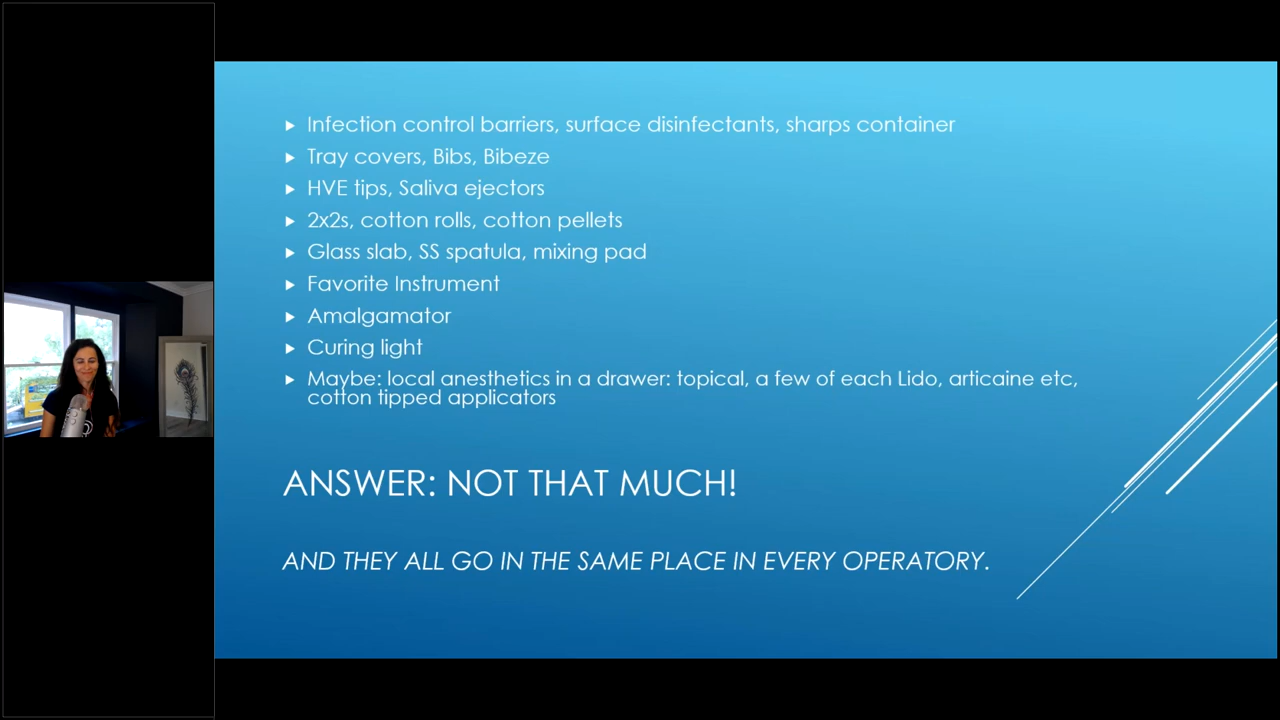 Infection control barriers, surface disinfectants, sharps container
Tray covers, Bibs, Bibeze
HVE tips, Saliva ejectors
2x2s, cotton rolls, cotton pellets
Glass slab, SS spatula, mixing pad
Favorite Instrument
Amalgamator
Curing light
Maybe: local anesthetics in a drawer: topical, a few of each Lido, articaine etc,
cotton tipped applicators
ANSWER: NOT THAT MUCH!
AND THEY ALL GO IN THE SAME PLACE IN EVERY OPERATORY.